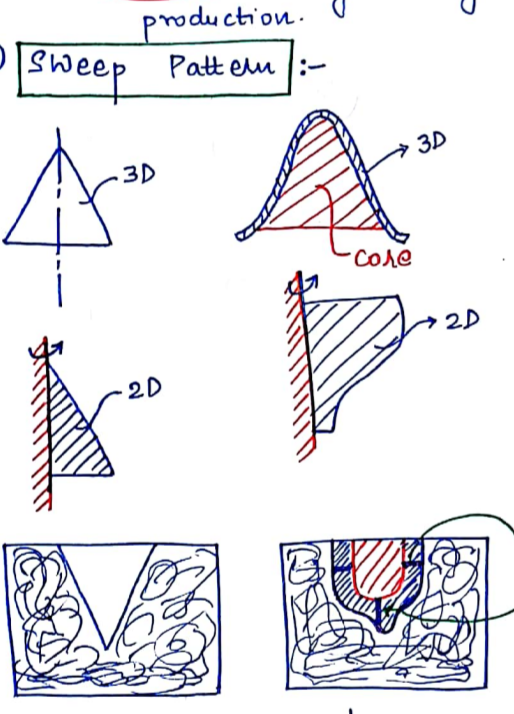 production.
Sweep Pattern :-
3D
3D
core
2D
2D